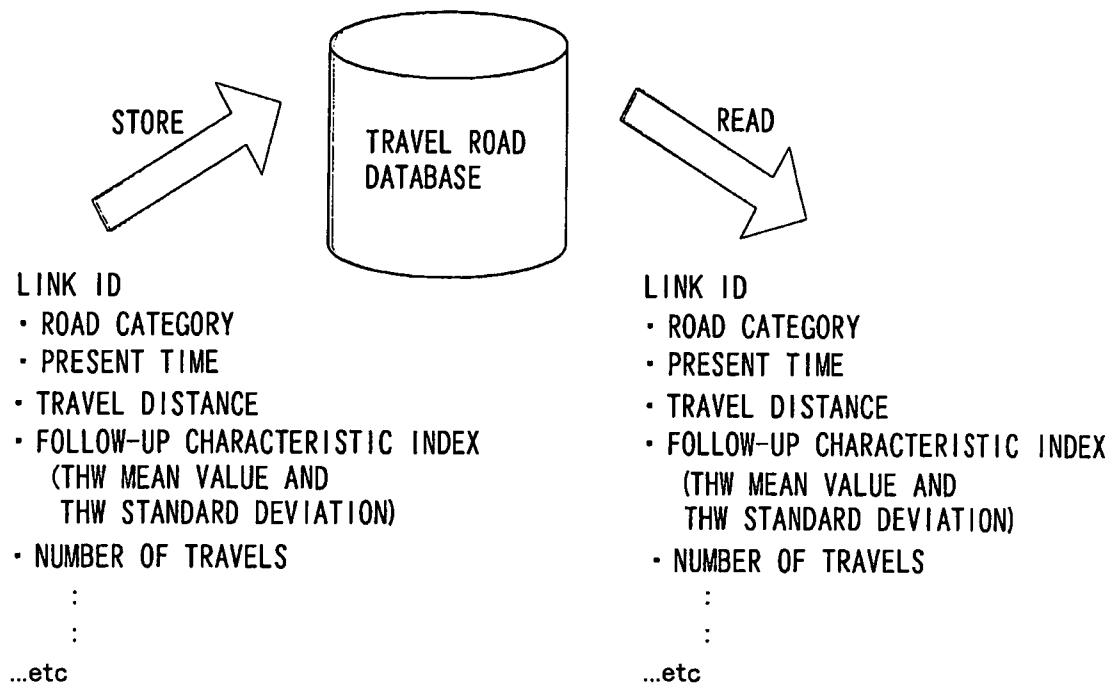 STORE
TRAVEL ROAD
DATABASE
READ
LINK ID
· ROAD CATEGORY
· PRESENT TIME
· TRAVEL DISTANCE
· FOLLOW-UP CHARACTERISTIC INDEX
(THW MEAN VALUE AND
THW STANDARD DEVIATION)
· NUMBER OF TRAVELS
:
:
...etc
LINK ID
· ROAD CATEGORY
· PRESENT TIME
· TRAVEL DISTANCE
· FOLLOW-UP CHARACTERISTIC INDEX
(THW MEAN VALUE AND
THW STANDARD DEVIATION)
· NUMBER OF TRAVELS
:
:
...etc